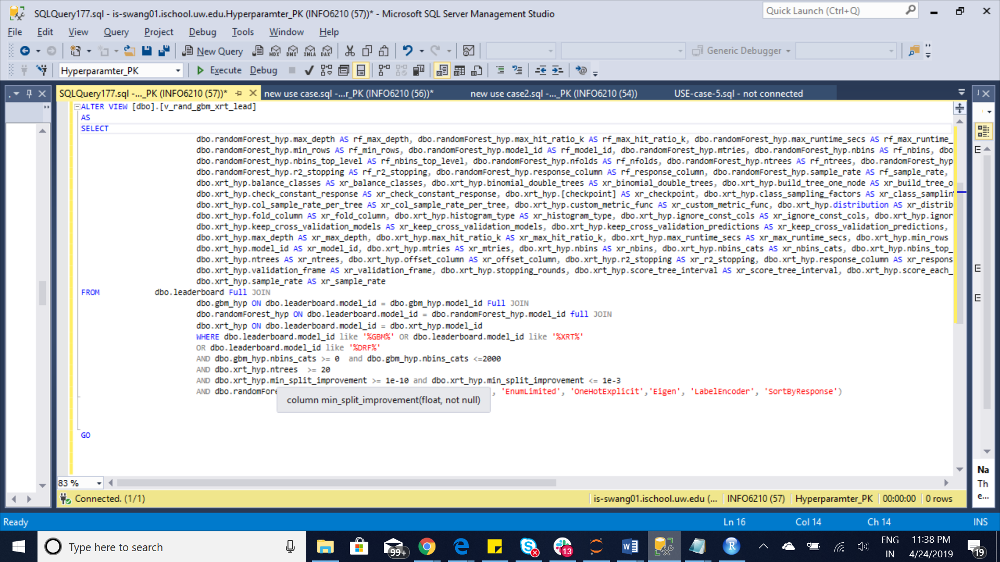 SQLQuery177.sql - is-swang01.ischool.uw.edu.Hyperparamter_PK (INFO6210 (57))* - Microsoft SQL Server Management Studio
Quick Launch (Ctrl+Q)
File Edit View Query Project Debug Tools Window Help
New Query MDX DMX XMLA DAX Generic Debugger
Hyperparamter_PK Execute Debug
SQLQuery177.sql -..._PK (INFO6210 (57))* new use case.sql -...r_PK (INFO6210 (56))* new use case2.sql -..._PK (INFO6210 (54)) USE-case-5.sql - not connected
ALTER VIEW [dbo].[v_rand_gbm_xrt_lead]
AS
SELECT
dbo.randomForest_hyp.max_depth AS rf_max_depth, dbo.randomForest_hyp.max_hit_ratio_k AS rf_max_hit_ratio_k, dbo.randomForest_hyp.max_runtime_secs AS rf_max_runtime_
dbo.randomForest_hyp.min_rows AS rf_min_rows, dbo.randomForest_hyp.model_id AS rf_model_id, dbo.randomForest_hyp.mtries, dbo.randomForest_hyp.nbins AS rf_nbins, dbo
dbo.randomForest_hyp.nbins_top_level AS rf_nbins_top_level, dbo.randomForest_hyp.nfolds AS rf_nfolds, dbo.randomForest_hyp.ntrees AS rf_ntrees, dbo.randomForest_hyp
dbo.randomForest_hyp.r2_stopping AS rf_r2_stopping, dbo.randomForest_hyp.response_column AS rf_response_column, dbo.randomForest_hyp.sample_rate AS rf_sample_rate,
dbo.xrt_hyp.balance_classes AS xr_balance_classes, dbo.xrt_hyp.binomial_double_trees AS xr_binomial_double_trees, dbo.xrt_hyp.build_tree_one_node AS xr_build_tree_o
dbo.xrt_hyp.check_constant_response AS xr_check_constant_response, dbo.xrt_hyp.[checkpoint] AS xr_checkpoint, dbo.xrt_hyp.class_sampling_factors AS xr_class_samplin
dbo.xrt_hyp.col_sample_rate_per_tree AS xr_col_sample_rate_per_tree, dbo.xrt_hyp.custom_metric_func AS xr_custom_metric_func, dbo.xrt_hyp.distribution AS xr_distrib
dbo.xrt_hyp.fold_column AS xr_fold_column, dbo.xrt_hyp.histogram_type AS xr_histogram_type, dbo.xrt_hyp.ignore_const_cols AS xr_ignore_const_cols, dbo.xrt_hyp.ignor
dbo.xrt_hyp.keep_cross_validation_models AS xr_keep_cross_validation_models, dbo.xrt_hyp.keep_cross_validation_predictions AS xr_keep_cross_validation_predictions,
dbo.xrt_hyp.max_depth AS xr_max_depth, dbo.xrt_hyp.max_hit_ratio_k AS xr_max_hit_ratio_k, dbo.xrt_hyp.max_runtime_secs AS xr_max_runtime_secs, dbo.xrt_hyp.min_rows
dbo.xrt_hyp.model_id AS xr_model_id, dbo.xrt_hyp.mtries AS xr_mtries, dbo.xrt_hyp.nbins AS xr_nbins, dbo.xrt_hyp.nbins_cats AS xr_nbins_cats, dbo.xrt_hyp.nbins_top_
dbo.xrt_hyp.ntrees AS xr_ntrees, dbo.xrt_hyp.offset_column AS xr_offset_column, dbo.xrt_hyp.r2_stopping AS xr_r2_stopping, dbo.xrt_hyp.response_column AS xr_respons
dbo.xrt_hyp.validation_frame AS xr_validation_frame, dbo.xrt_hyp.stopping_rounds, dbo.xrt_hyp.score_tree_interval AS xr_score_tree_interval, dbo.xrt_hyp.score_each_
dbo.xrt_hyp.sample_rate AS xr_sample_rate
FROM dbo.leaderboard Full JOIN
dbo.gbm_hyp ON dbo.leaderboard.model_id = dbo.gbm_hyp.model_id Full JOIN
dbo.randomForest_hyp ON dbo.leaderboard.model_id = dbo.randomForest_hyp.model_id full JOIN
dbo.xrt_hyp ON dbo.leaderboard.model_id = dbo.xrt_hyp.model_id
WHERE dbo.leaderboard.model_id like '%GBM%' OR dbo.leaderboard.model_id like '%XRT%'
OR dbo.leaderboard.model_id like '%DRF%'
AND dbo.gbm_hyp.nbins_cats >= 0 and dbo.gbm_hyp.nbins_cats <=2000
AND dbo.xrt_hyp.ntrees >= 20
AND dbo.xrt_hyp.min_split_improvement >= 1e-10 and dbo.xrt_hyp.min_split_improvement <= 1e-3
AND dbo.randomFore , 'EnumLimited', 'OneHotExplicit','Eigen', 'LabelEncoder', 'SortByResponse')
column min_split_improvement(float, not null)
GO
83 %
Na
Th
e...
Connected. (1/1) is-swang01.ischool.uw.edu (... INFO6210 (57) Hyperparamter_PK 00:00:00 0 rows
Ready Ln 16 Col 14 Ch 14 INS
Type here to search 99+ 13 R ENG 11:38 PM
IN 4/24/2019 19